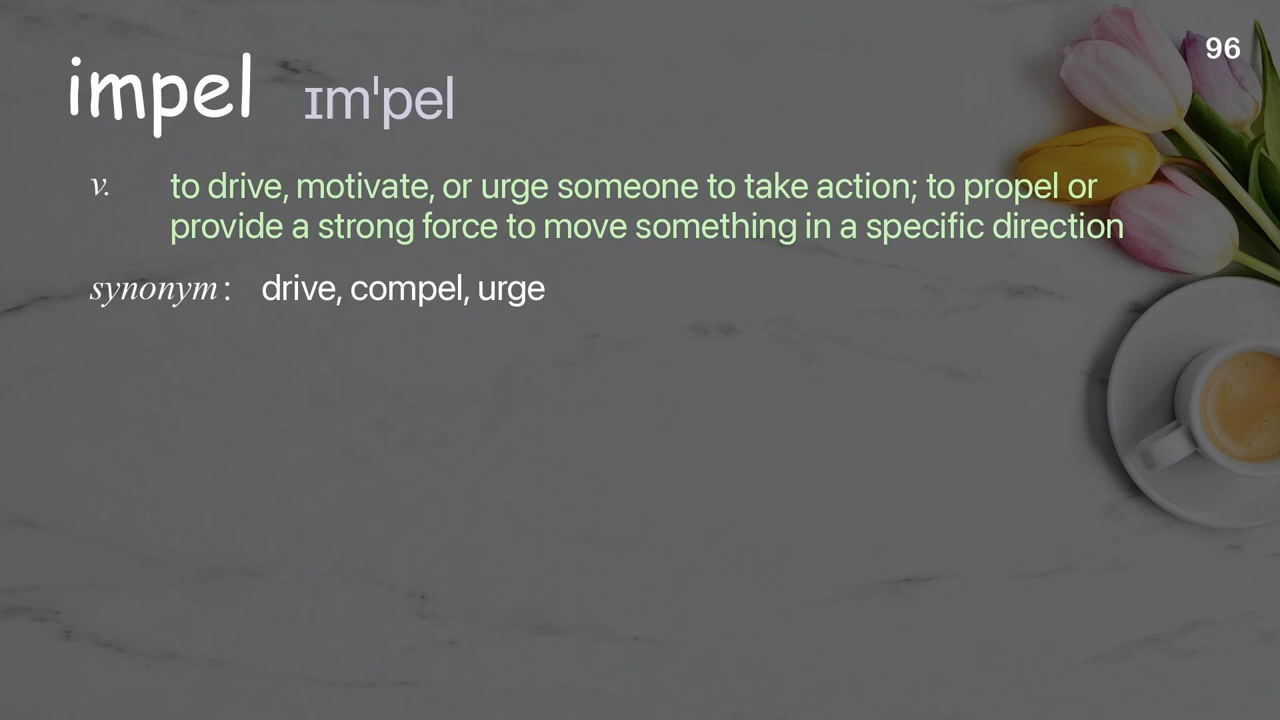 96
impel ɪm'pel
v. to drive, motivate, or urge someone to take action; to propel or
provide a strong force to move something in a specific direction
synonym : drive, compel, urge